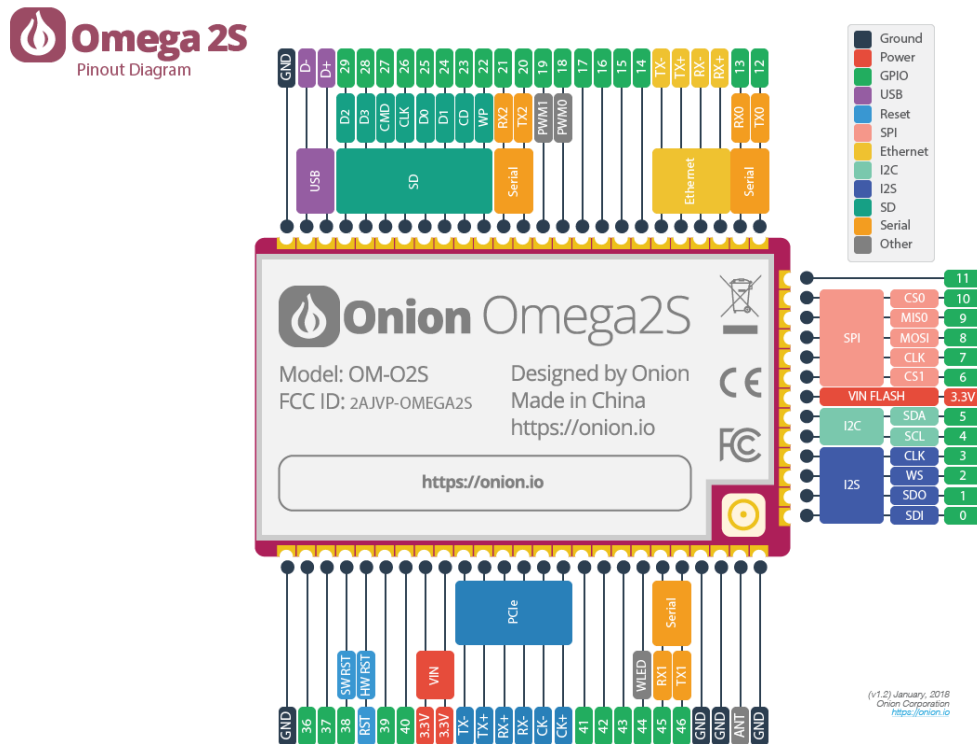 Omega 2S
Pinout Diagram
GND D- D+ 29 28 27 26 25 24 23 22 21 20 19 18 17 16 15 14 TX- TX+ RX- RX+ 13 12
D2 D3 CMD CLK D0 D1 CD WP RX2 TX2 PWM1 PWM0 RX0 TX0
USB SD Serial Ethernet Serial
Ground
Power
GPIO
USB
Reset
SPI
Ethernet
I2C
I2S
SD
Serial
Other
Onion Omega2S
Model: OM-O2S
FCC ID: 2AJVP-OMEGA2S
Designed by Onion
Made in China
https://onion.io
CE
FC
https://onion.io
11
SPI
CS0 10
MISO 9
MOSI 8
CLK 7
CS1 6
VIN FLASH 3.3V
I2C
SDA 5
SCL 4
I2S
CLK 3
WS 2
SDO 1
SDI 0
PCIe Serial
SW RST HW RST VIN WLED RX1 TX1
GND 36 37 38 RST 39 40 3.3V 3.3V TX- TX+ RX+ RX- CK- CK+ 41 42 43 44 45 46 GND GND ANT GND
(v1.2) January, 2018
Onion Corporation
https://onion.io